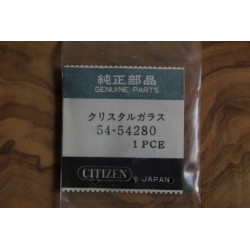 純正部品
GENUINE PARTS
クリスタルガラス
54-54280
1 PCE
CITIZEN
JAPAN)